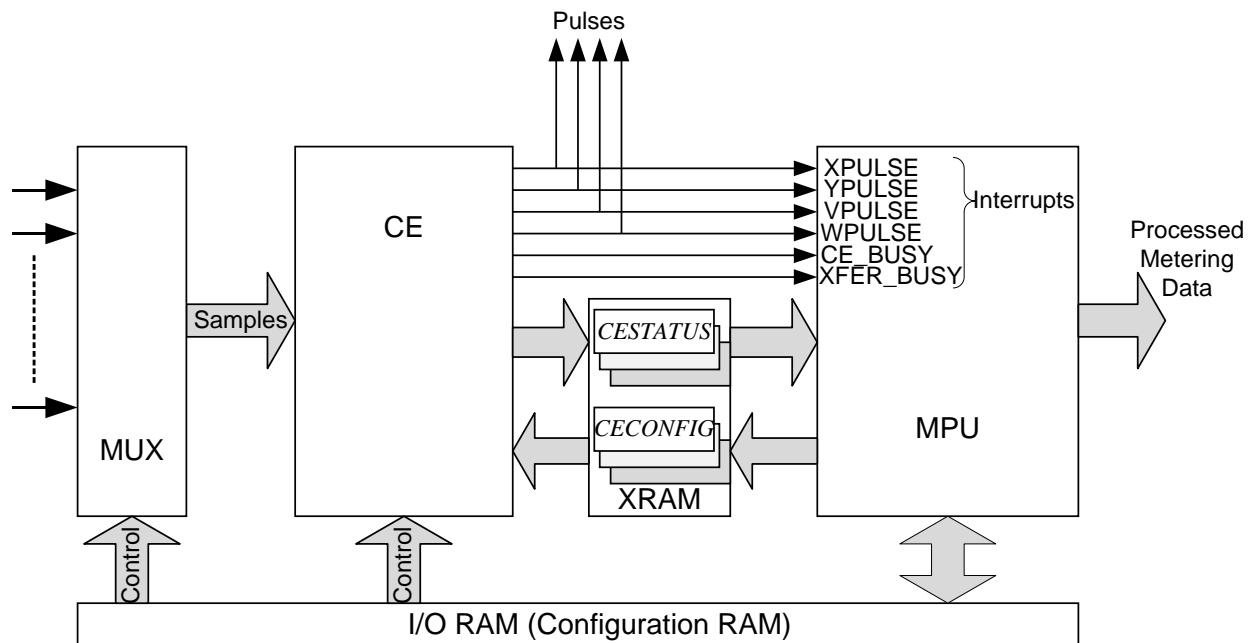 Pulses
XPULSE
YPULSE
VPULSE
WPULSE
CE_BUSY
XFER_BUSY
Interrupts
Processed
Metering
Data
CE
Samples
CESTATUS
MUX
CECONFIG
MPU
XRAM
Control
Control
I/O RAM (Configuration RAM)